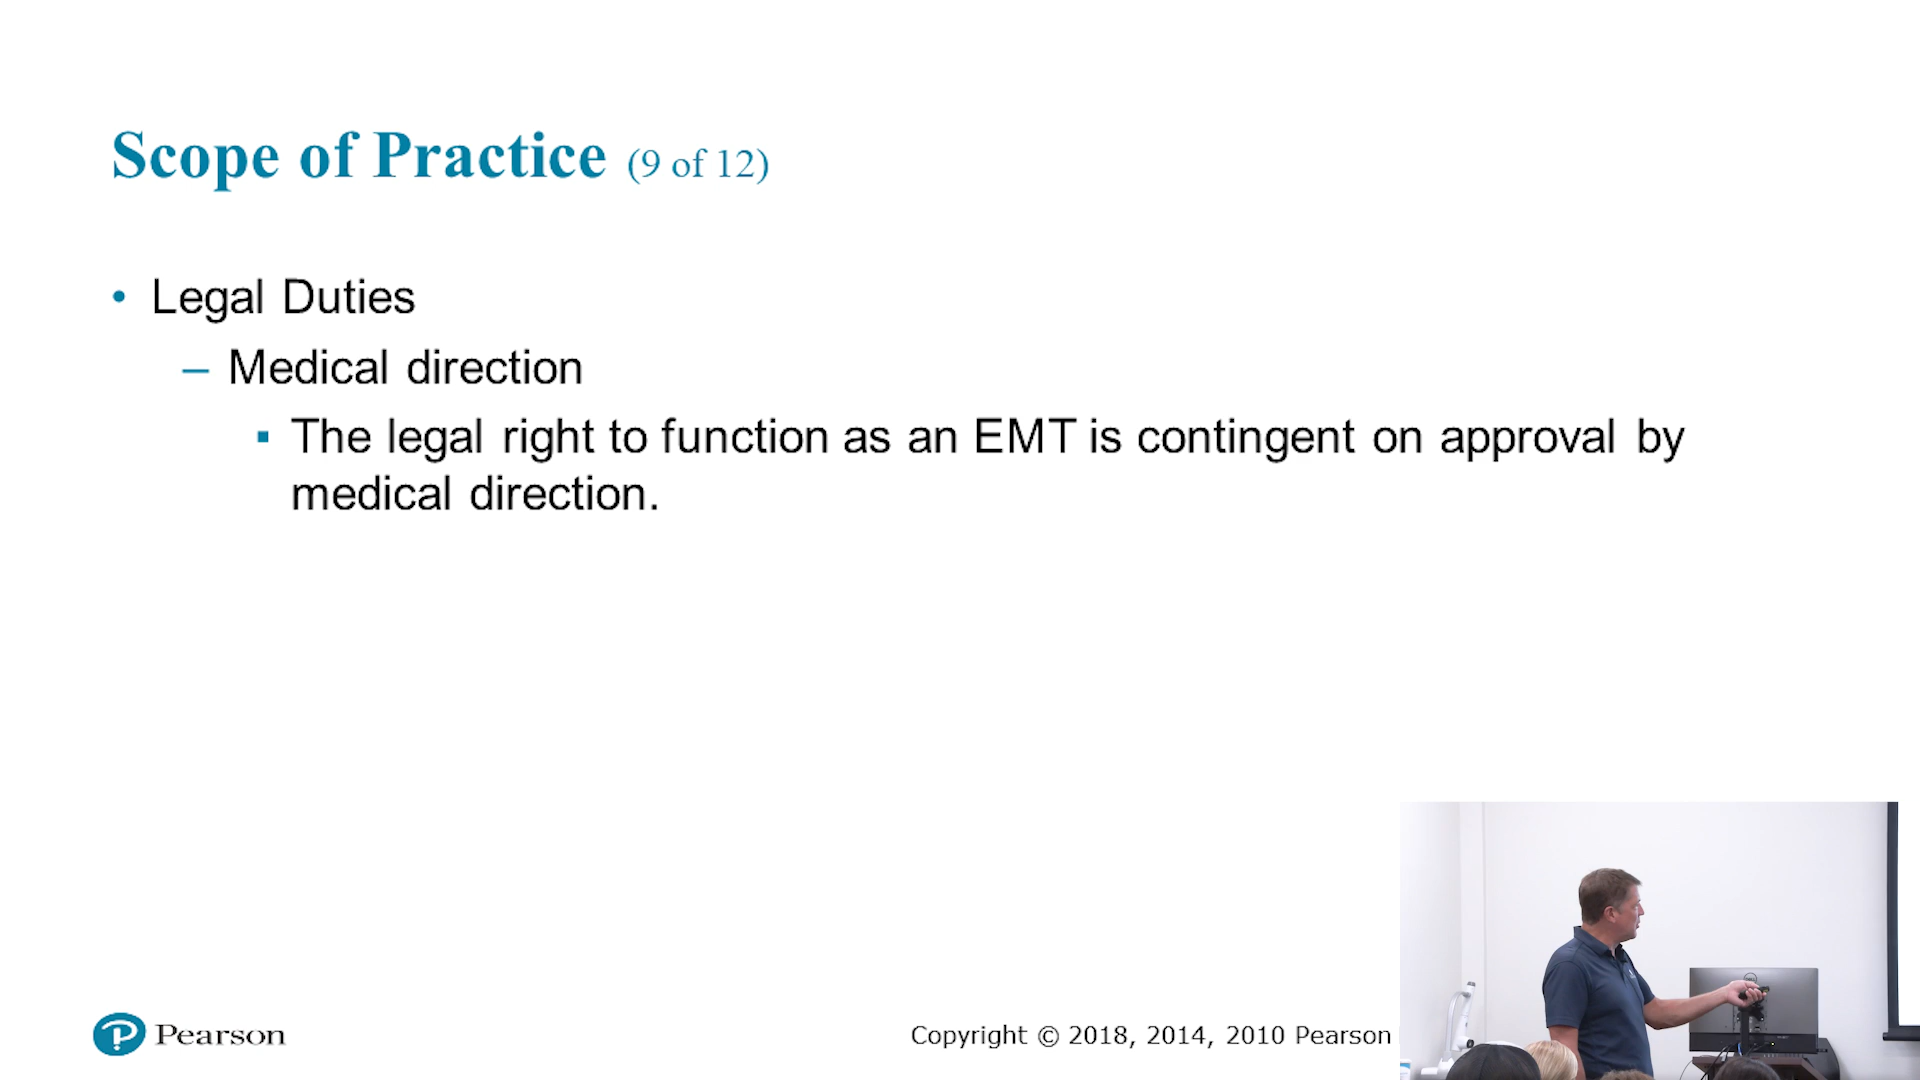 Scope of Practice (9 of 12)
• Legal Duties
– Medical direction
▪ The legal right to function as an EMT is contingent on approval by
medical direction.
Pearson
Copyright © 2018, 2014, 2010 Pearson